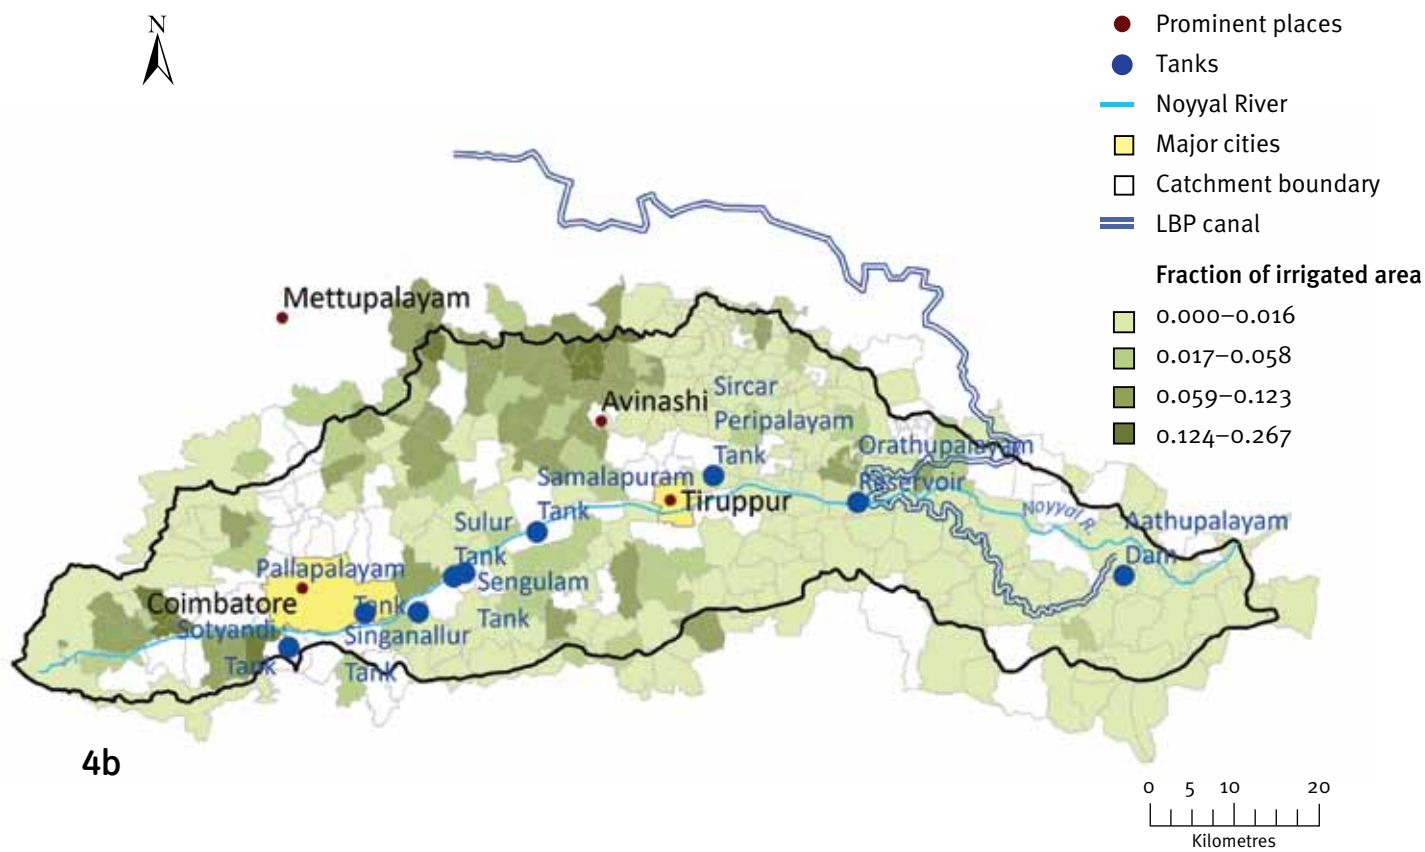 N
Prominent places
Tanks
Noyyal River
Major cities
Catchment boundary
LBP canal
Fraction of irrigated area
0.000–0.016
0.017–0.058
0.059–0.123
0.124–0.267
Mettupalayam
Avinashi
Sircar
Peripalayam
Tank
Orathupalayam
Reservoir
Samalapuram
Tank
Tiruppur
Noyyal R.
Aathupalayam
Dam
Sulur
Tank
Sengulam
Tank
Pallapalayam
Tank
Coimbatore
Sotyandi
Tank
Singanallur
Tank
4b
0 5 10 20
Kilometres